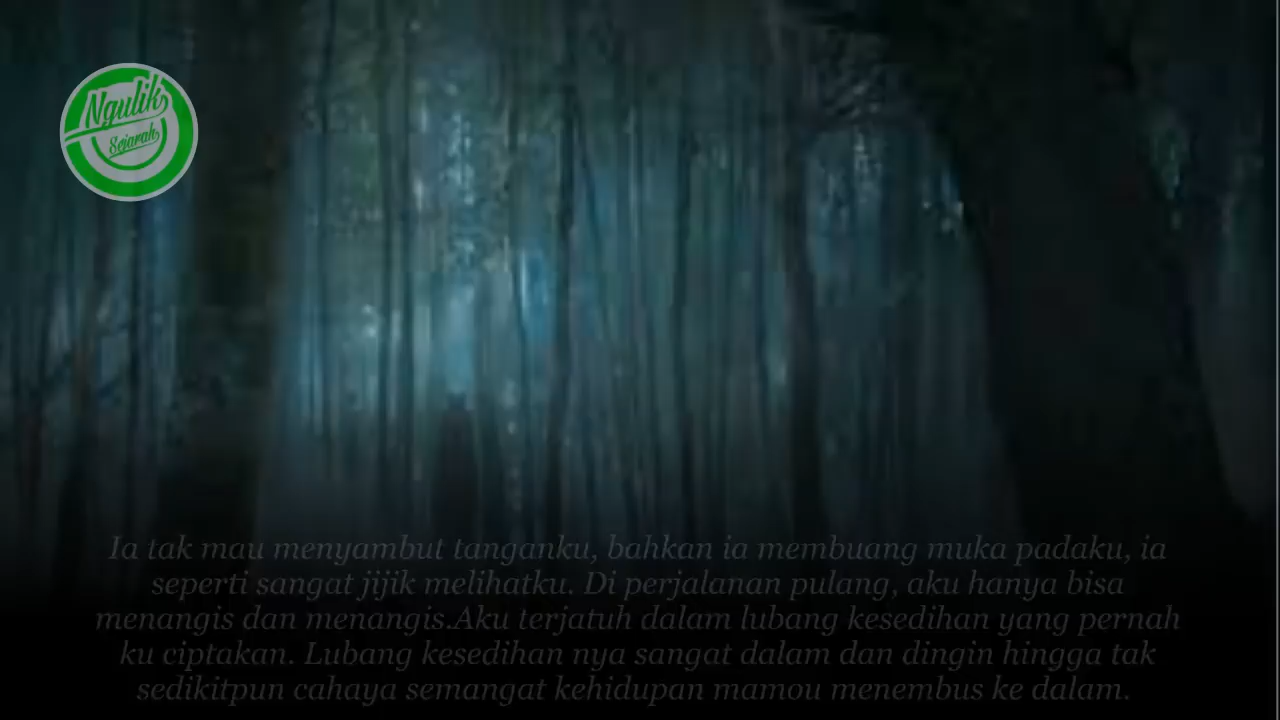 Ngulik
Sejarah
Ia tak mau menyambut tanganku, bahkan ia membuang muka padaku, ia
seperti sangat jijik melihatku. Di perjalanan pulang, aku hanya bisa
menangis dan menangis.Aku terjatuh dalam lubang kesedihan yang pernah
ku ciptakan. Lubang kesedihan nya sangat dalam dan dingin hingga tak
sedikitpun cahaya semangat kehidupan mamou menembus ke dalam.